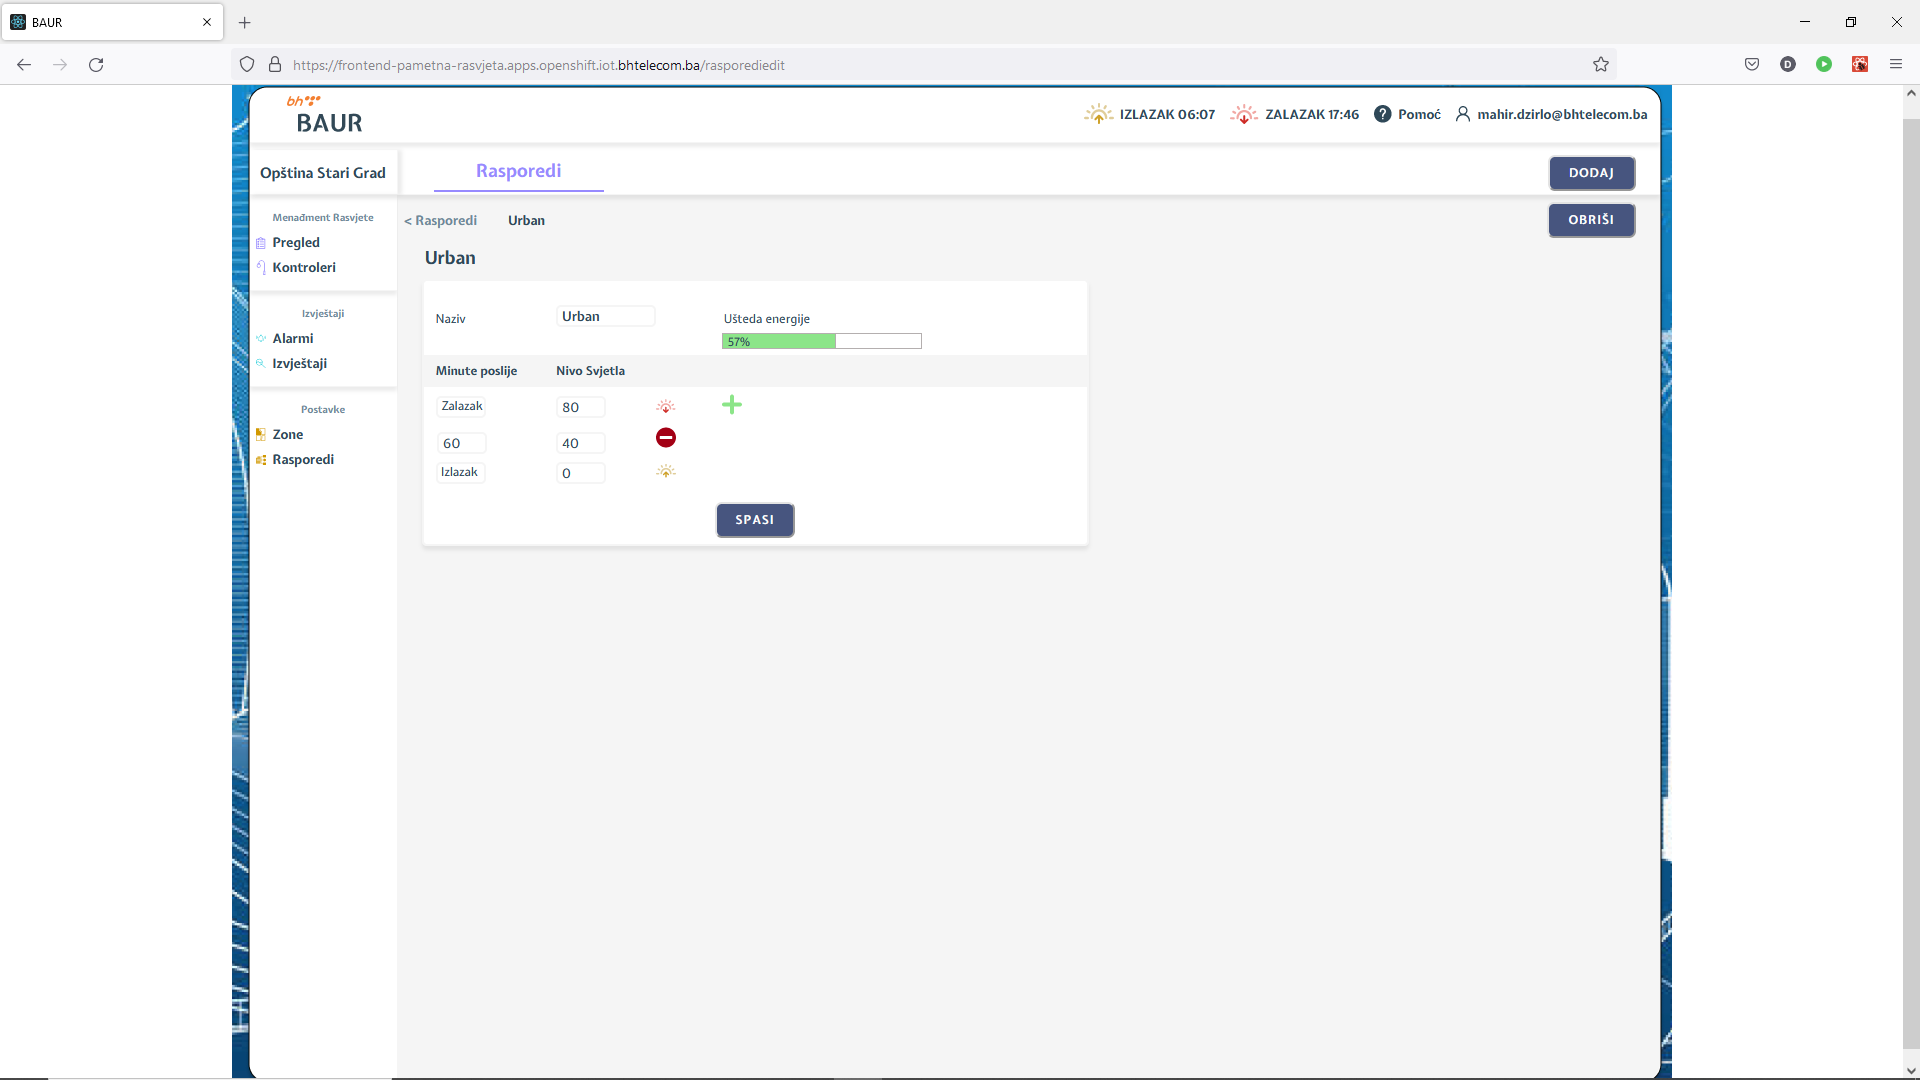 BAUR
https://frontend-pametna-rasvjeta.apps.openshift.iot.bhtelecom.ba/rasporediedit
D
bh
BAUR
IZLAZAK 06:07
ZALAZAK 17:46
? Pomoć
mahir.dzirlo@bhtelecom.ba
Opština Stari Grad
Rasporedi
DODAJ
Menadment Rasvjete
Pregled
Kontroleri
Izvještaji
Alarmi
Izvještaji
Postavke
Zone
Rasporedi
< Rasporedi
Urban
OBRIŠI
Urban
Naziv
Urban
Ušteda energije
57%
Minute poslije
Nivo Svjetla
Zalazak
80
60
40
Izlazak
0
SPASI